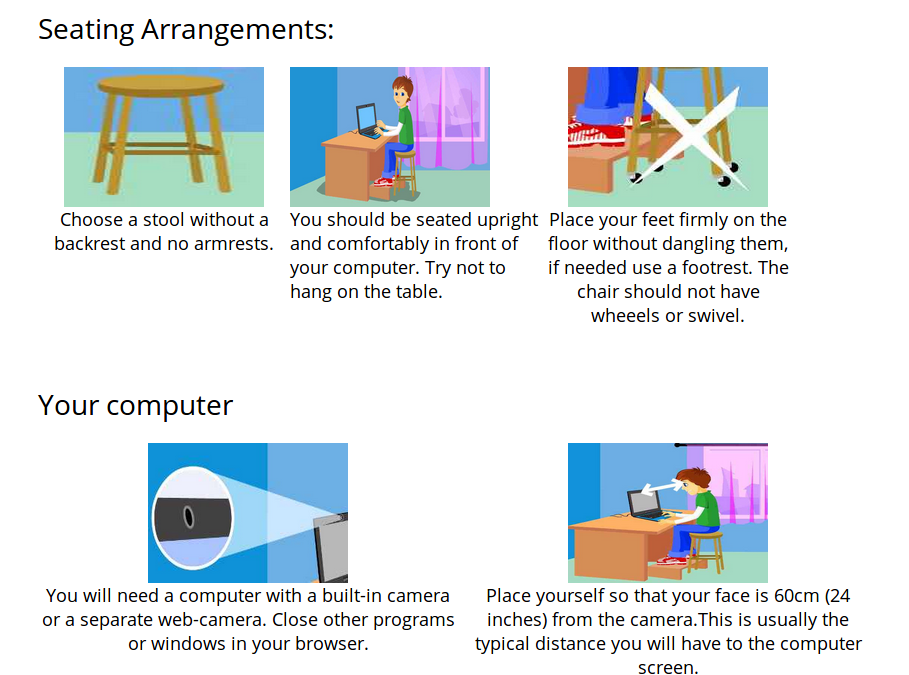 Seating Arrangements:
Choose a stool without a
backrest and no armrests.
You should be seated upright
and comfortably in front of
your computer. Try not to
hang on the table.
Place your feet firmly on the
floor without dangling them,
if needed use a footrest. The
chair should not have
wheeels or swivel.
Your computer
You will need a computer with a built-in camera
or a separate web-camera. Close other programs
or windows in your browser.
Place yourself so that your face is 60cm (24
inches) from the camera.This is usually the
typical distance you will have to the computer
screen.